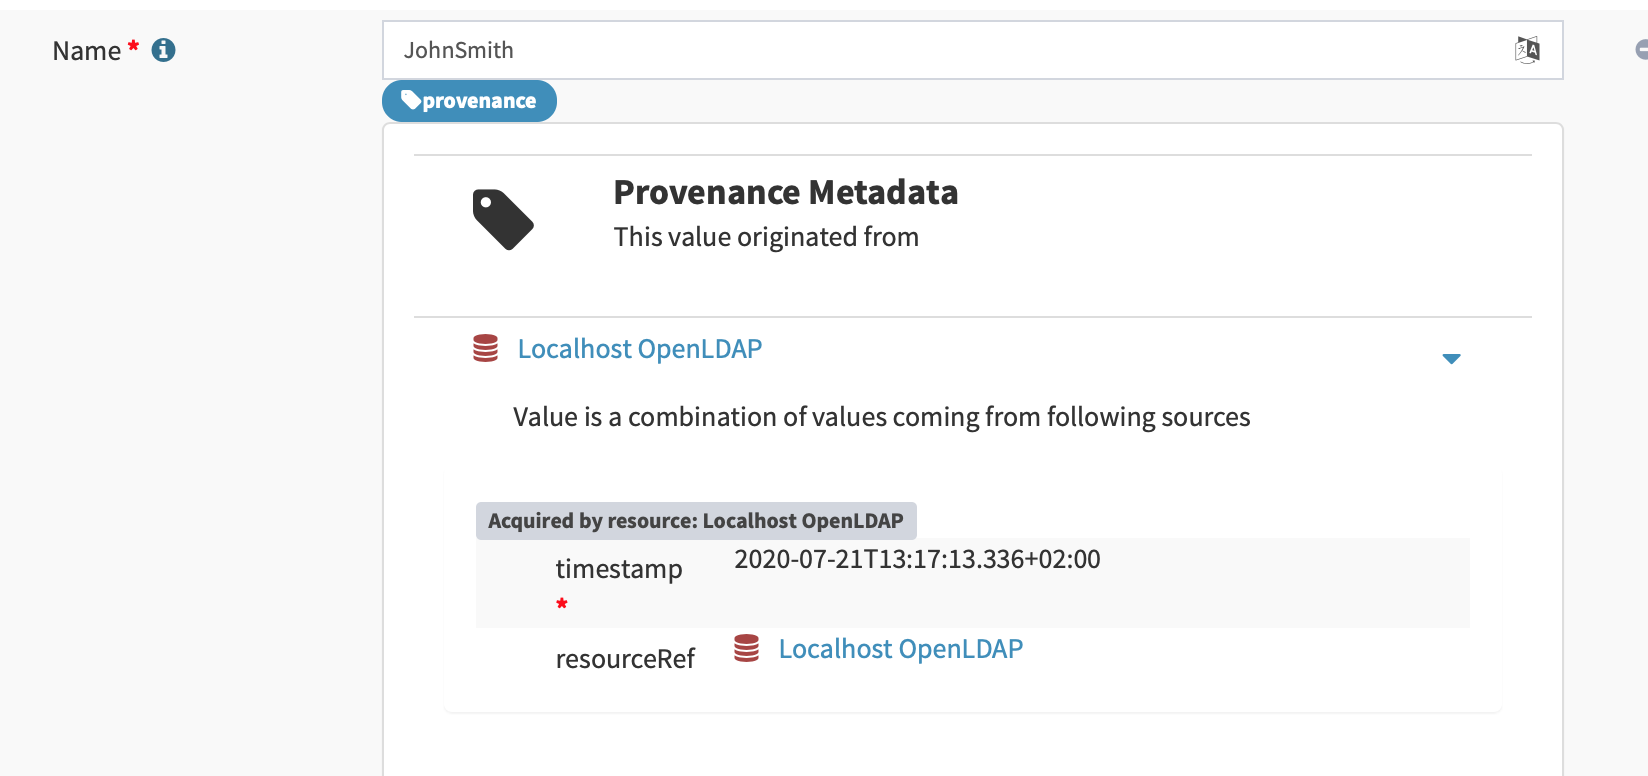 Name *
JohnSmith
provenance
Provenance Metadata
This value originated from
Localhost OpenLDAP
Value is a combination of values coming from following sources
Acquired by resource: Localhost OpenLDAP
timestamp * 2020-07-21T13:17:13.336+02:00
resourceRef Localhost OpenLDAP